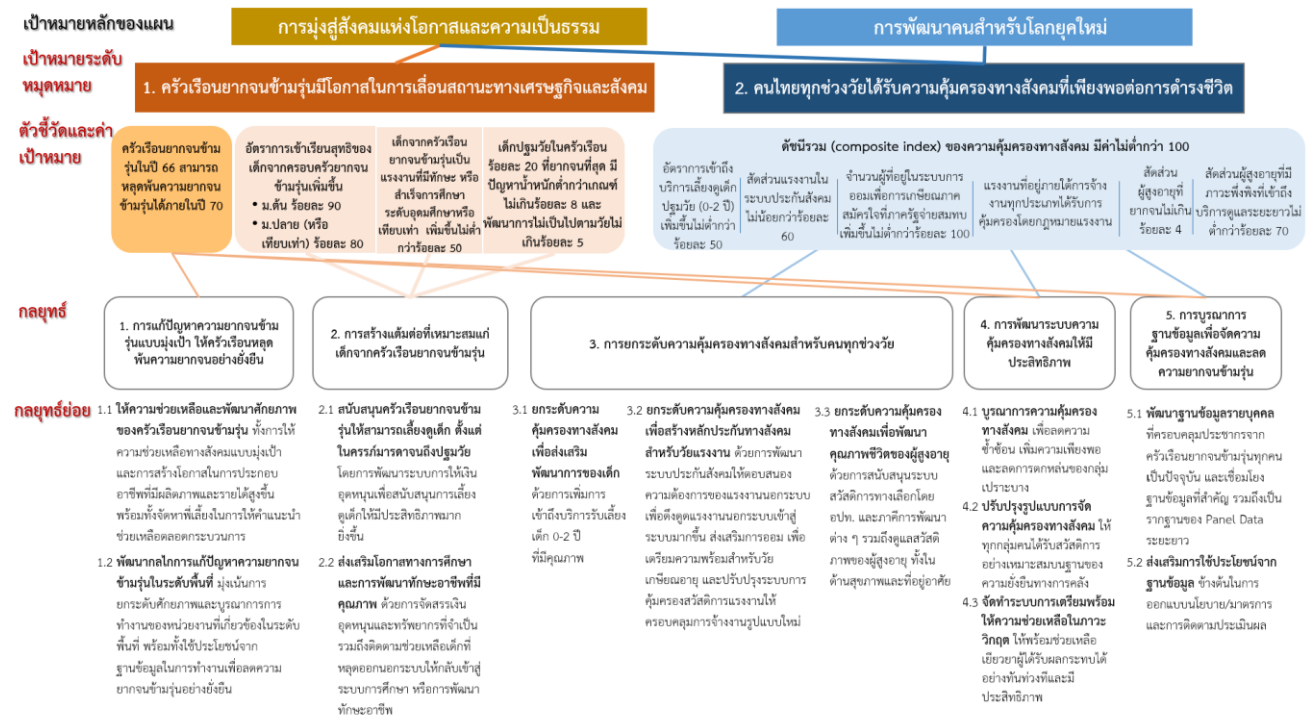 เป้าหมายหลักของแผน
การมุ่งสู่สังคมแห่งโอกาสและความเป็นธรรม
การพัฒนาคนสำหรับโลกยุคใหม่
เป้าหมายระดับ
หมุดหมาย
1. ครัวเรือนยากจนข้ามรุ่นมีโอกาสในการเลื่อนสถานะทางเศรษฐกิจและสังคม
2. คนไทยทุกช่วงวัยได้รับความคุ้มครองทางสังคมที่เพียงพอต่อการดำรงชีวิต
ตัวชี้วัดและค่า
เป้าหมาย
ครัวเรือนยากจนข้าม
รุ่นในปี 66 สามารถ
หลุดพ้นความยากจน
ข้ามรุ่นได้ภายในปี 70
อัตราการเข้าเรียนสุทธิของ
เด็กจากครอบครัวยากจน
ข้ามรุ่นเพิ่มขึ้น
• ม.ต้น ร้อยละ 90
• ม.ปลาย (หรือ
เทียบเท่า) ร้อยละ 80
เด็กจากครัวเรือน
ยากจนข้ามรุ่นเป็น
แรงงานที่มีทักษะ หรือ
สำเร็จการศึกษา
ระดับอุดมศึกษาหรือ
เทียบเท่า เพิ่มขึ้นไม่ต่ำ
กว่าร้อยละ 50
เด็กปฐมวัยในครัวเรือน
ร้อยละ 20 ที่ยากจนที่สุด มี
ปัญหาน้ำหนักต่ำกว่าเกณฑ์
ไม่เกินร้อยละ 8 และ
พัฒนาการไม่เป็นไปตามวัยไม่
เกินร้อยละ 5
ดัชนีรวม (composite index) ของความคุ้มครองทางสังคม มีค่าไม่ต่ำกว่า 100
อัตราการเข้าถึง
บริการเลี้ยงดูเด็ก
ปฐมวัย (0-2 ปี)
เพิ่มขึ้นไม่ต่ำกว่า
ร้อยละ 50
สัดส่วนแรงงานใน
ระบบประกันสังคม
ไม่น้อยกว่าร้อยละ
60
จำนวนผู้ที่อยู่ในระบบการ
ออมเพื่อการเกษียณภาค
สมัครใจที่ภาครัฐจ่ายสมทบ
เพิ่มขึ้นไม่ต่ำกว่าร้อยละ 100
แรงงานที่อยู่ภายใต้การจ้าง
งานทุกประเภทได้รับการ
คุ้มครองโดยกฎหมายแรงงาน
สัดส่วน
ผู้สูงอายุที่
ยากจนไม่เกิน
ร้อยละ 4
สัดส่วนผู้สูงอายุที่มี
ภาวะพึ่งพิงที่เข้าถึง
บริการดูแลระยะยาวไม่
ต่ำกว่าร้อยละ 70
กลยุทธ์
1. การแก้ปัญหาความยากจนข้าม
รุ่นแบบมุ่งเป้า ให้ครัวเรือนหลุด
พ้นความยากจนอย่างยั่งยืน
2. การสร้างแต้มต่อที่เหมาะสมแก่
เด็กจากครัวเรือนยากจนข้ามรุ่น
3. การยกระดับความคุ้มครองทางสังคมสำหรับคนทุกช่วงวัย
4. การพัฒนาระบบความ
คุ้มครองทางสังคมให้มี
ประสิทธิภาพ
5. การบูรณาการ
ฐานข้อมูลเพื่อจัดความ
คุ้มครองทางสังคมและลด
ความยากจนข้ามรุ่น
กลยุทธ์ย่อย
1.1 ให้ความช่วยเหลือและพัฒนาศักยภาพ
ของครัวเรือนยากจนข้ามรุ่น ทั้งการให้
ความช่วยเหลือทางสังคมแบบมุ่งเป้า
และการสร้างโอกาสในการประกอบ
อาชีพที่มีผลิตภาพและรายได้สูงขึ้น
พร้อมทั้งจัดหาพี่เลี้ยงในการให้คำแนะนำ
ช่วยเหลือตลอดกระบวนการ
1.2 พัฒนากลไกการแก้ปัญหาความยากจน
ข้ามรุ่นในระดับพื้นที่ มุ่งเน้นการ
ยกระดับศักยภาพและบูรณาการการ
ทำงานของหน่วยงานที่เกี่ยวข้องในระดับ
พื้นที่ พร้อมทั้งใช้ประโยชน์จาก
ฐานข้อมูลในการทำงานเพื่อลดความ
ยากจนข้ามรุ่นอย่างยั่งยืน
2.1 สนับสนุนครัวเรือนยากจนข้าม
รุ่นให้สามารถเลี้ยงดูเด็ก ตั้งแต่
ในครรภ์มารดาจนถึงปฐมวัย
โดยการพัฒนาระบบการให้เงิน
อุดหนุนเพื่อสนับสนุนการเลี้ยง
ดูเด็กให้มีประสิทธิภาพมาก
ยิ่งขึ้น
2.2 ส่งเสริมโอกาสทางการศึกษา
และการพัฒนาทักษะอาชีพที่มี
คุณภาพ ด้วยการจัดสรรเงิน
อุดหนุนและทรัพยากรที่จำเป็น
รวมถึงติดตามช่วยเหลือเด็กที่
หลุดออกนอกระบบให้กลับเข้าสู่
ระบบการศึกษา หรือการพัฒนา
ทักษะอาชีพ
3.1 ยกระดับความ
คุ้มครองทางสังคม
เพื่อส่งเสริม
พัฒนาการของเด็ก
ด้วยการเพิ่มการ
เข้าถึงบริการรับเลี้ยง
เด็ก 0-2 ปี
ที่มีคุณภาพ
3.2 ยกระดับความคุ้มครองทางสังคม
เพื่อสร้างหลักประกันทางสังคม
สำหรับวัยแรงงาน ด้วยการพัฒนา
ระบบประกันสังคมให้ตอบสนอง
ความต้องการของแรงงานนอกระบบ
เพื่อดึงดูดแรงงานนอกระบบเข้าสู่
ระบบมากขึ้น ส่งเสริมการออม เพื่อ
เตรียมความพร้อมสำหรับวัย
เกษียณอายุ และปรับปรุงระบบการ
คุ้มครองสวัสดิการแรงงานให้
ครอบคลุมการจ้างงานรูปแบบใหม่
3.3 ยกระดับความคุ้มครอง
ทางสังคมเพื่อพัฒนา
คุณภาพชีวิตของผู้สูงอายุ
ด้วยการสนับสนุนระบบ
สวัสดิการทางเลือกโดย
อปท. และภาคีการพัฒนา
ต่าง ๆ รวมถึงดูแลสวัสดิ
ภาพของผู้สูงอายุ ทั้งใน
ด้านสุขภาพและที่อยู่อาศัย
4.1 บูรณาการความคุ้มครอง
ทางสังคม เพื่อลดความ
ซ้ำซ้อน เพิ่มความเพียงพอ
และลดการตกหล่นของกลุ่ม
เปราะบาง
4.2 ปรับปรุงรูปแบบการจัด
ความคุ้มครองทางสังคม ให้
ทุกกลุ่มคนได้รับสวัสดิการ
อย่างเหมาะสมบนฐานของ
ความยั่งยืนทางการคลัง
4.3 จัดทำระบบการเตรียมพร้อม
ให้ความช่วยเหลือในภาวะ
วิกฤต ให้พร้อมช่วยเหลือ
เยียวยาผู้ได้รับผลกระทบได้
อย่างทันท่วงทีและมี
ประสิทธิภาพ
5.1 พัฒนาฐานข้อมูลรายบุคคล
ที่ครอบคลุมประชากรจาก
ครัวเรือนยากจนข้ามรุ่นทุกคน
เป็นปัจจุบัน และเชื่อมโยง
ฐานข้อมูลที่สำคัญ รวมถึงเป็น
รากฐานของ Panel Data
ระยะยาว
5.2 ส่งเสริมการใช้ประโยชน์จาก
ฐานข้อมูล ข้างต้นในการ
ออกแบบนโยบาย/มาตรการ
และการติดตามประเมินผล